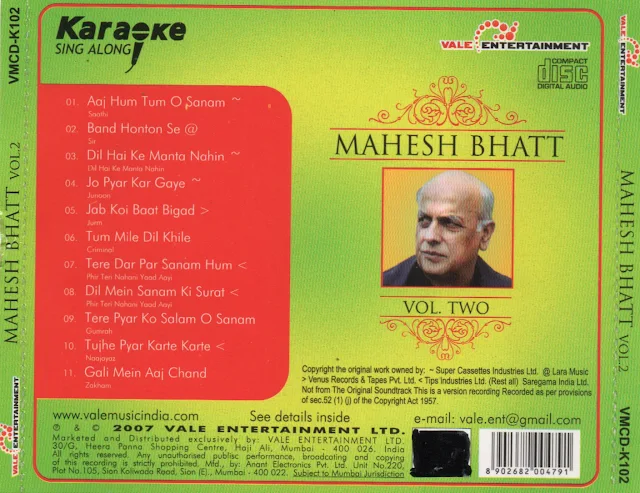 VMCD-K102
MAHESH BHATT VOL.2
VALE ENTERTAINMENT
Karaoke
SING ALONG
01. Aaj Hum Tum O Sanam ~
Saathi
02. Band Honton Se @
Sir
03. Dil Hai Ke Manta Nahin ~
Dil Hai Ke Manta Nahin
04. Jo Pyar Kar Gaye ~
Junoon
05. Jab Koi Baat Bigad >
Jurm
06. Tum Mile Dil Khile
Criminal
07. Tere Dar Par Sanam Hum <
Phir Teri Nahani Yaad Aayi
08. Dil Mein Sanam Ki Surat <
Phir Teri Nahani Yaad Aayi
09. Tere Pyar Ko Salam O Sanam
Gumrah
10. Tujhe Pyar Karte Karte <
Naajayaz
11. Gali Mein Aaj Chand
Zakham
VALE ENTERTAINMENT
COMPACT
disc
DIGITAL AUDIO
MAHESH BHATT
VOL. TWO
Copyright the original work owned by: ~ Super Cassettes Industries Ltd. @ Lara Music
> Venus Records & Tapes Pvt. Ltd. < Tips Industries Ltd. (Rest all) Saregama India Ltd.
Not from The Original Soundtrack This is a version recording Recorded as per provisions
of sec.52 (1) (j) of the Copyright Act 1957.
www.valemusicindia.com See details inside e-mail: vale.ent@gmail.com
℗ & © 2007 VALE ENTERTAINMENT LTD.
Marketed and Distributed exclusively by: VALE ENTERTAINMENT LTD.
30/G, Heera Panna Shopping Centre, Haji Ali, Mumbai - 400 026. India
All rights reserved. Any unauthorised public performance, broadcasting and copying
of this recording is strictly prohibited. Mfd., by: Anant Electronics Pvt. Ltd. Unit No.220,
Plot No.105, Sion Koliwada Road, Sion (E)., Mumbai - 400 022. Subject to Mumbai Jurisdiction
8 902682 004791
VALE ENTERTAINMENT
MAHESH BHATT VOL.2
VMCD-K102